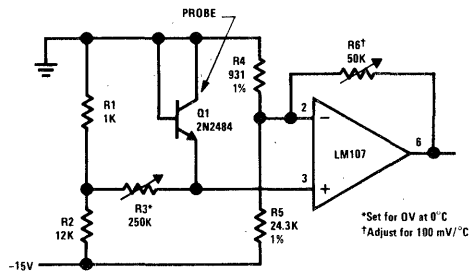 PROBE
R1
1K
Q1
2N2484
R4
931
1%
R6†
50K
2
LM107
6
3
R3*
250K
R2
12K
R5
24.3K
1%
*Set for 0V at 0°C
†Adjust for 100 mV/°C
-15V